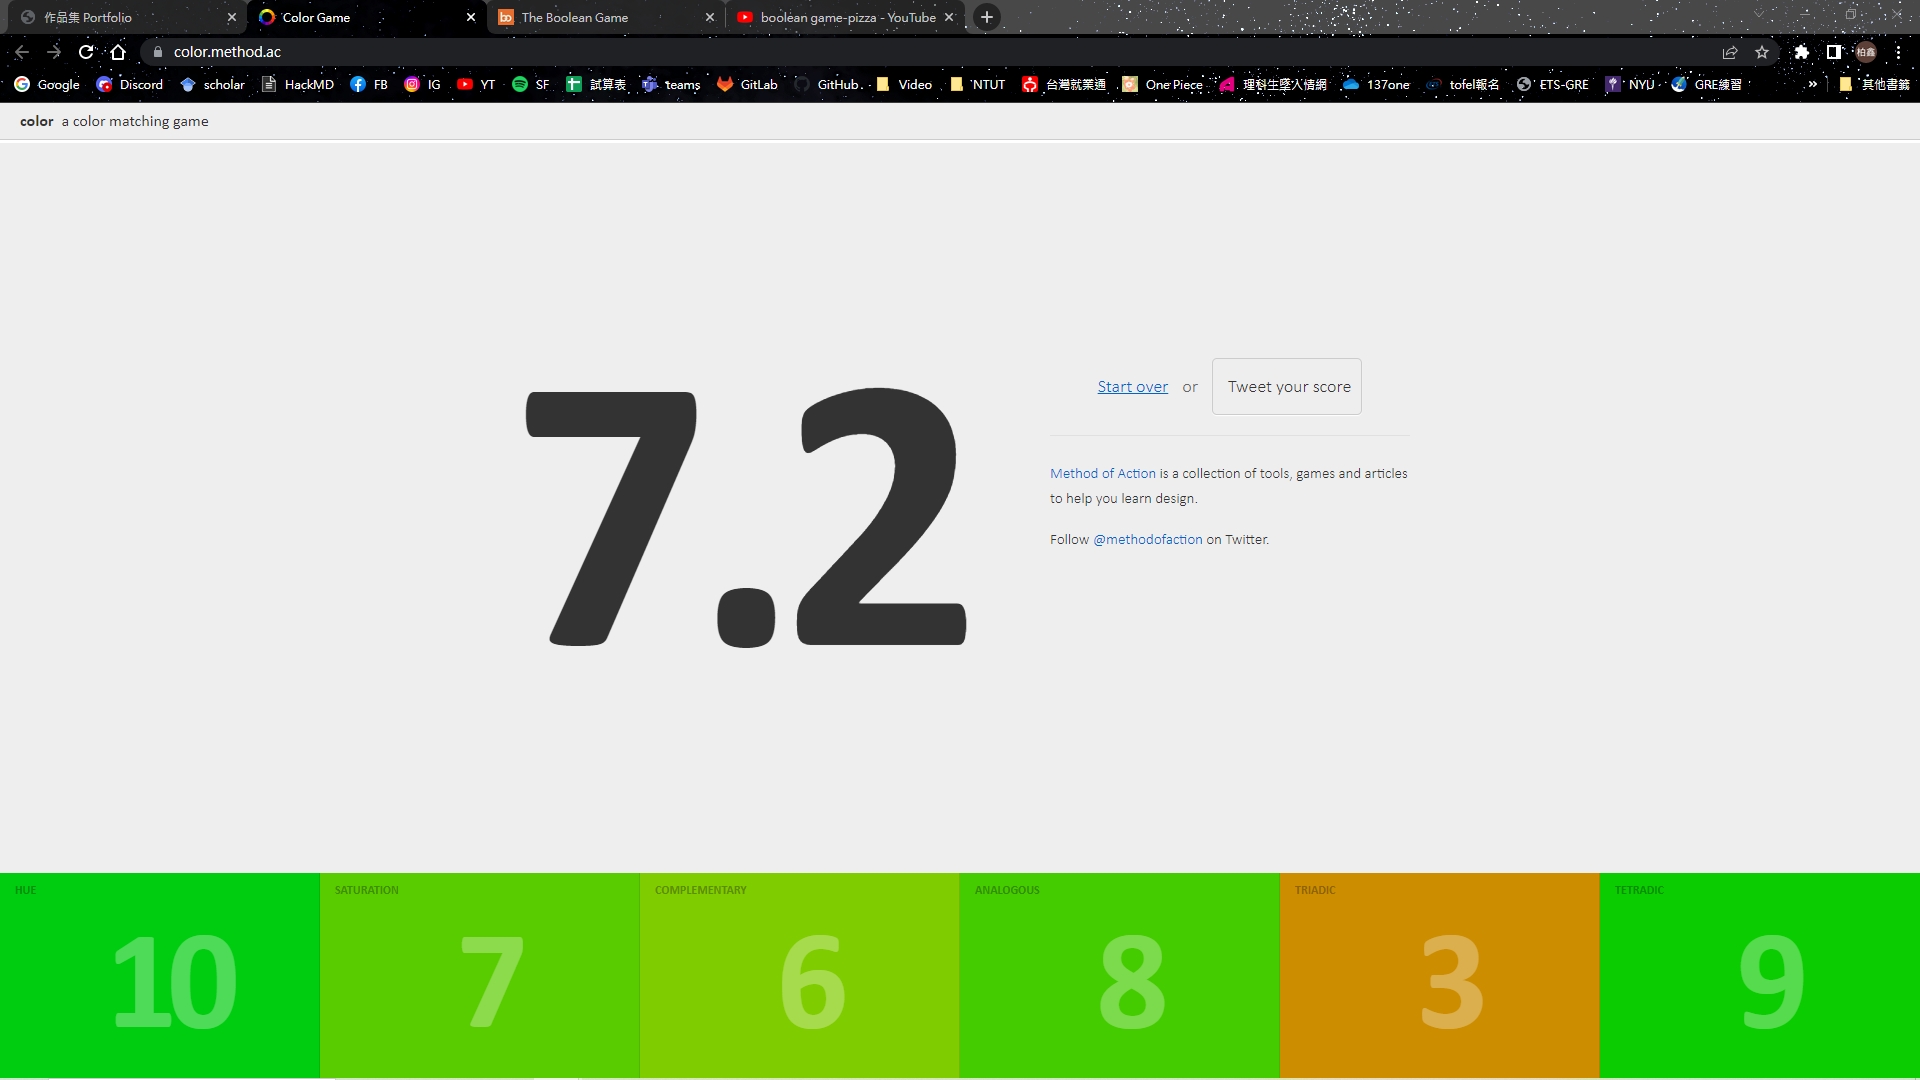 作品集 Portfolio
Color Game
The Boolean Game
boolean game-pizza - YouTube
color.method.ac
柏鑫
Google
Discord
scholar
HackMD
FB
IG
YT
SF
試算表
teams
GitLab
GitHub
Video
NTUT
台灣就業通
One Piece
理科生墜入情網
137one
tofel報名
ETS-GRE
NYU
GRE練習
»
其他書籤
color a color matching game
7.2
Start over or Tweet your score
Method of Action is a collection of tools, games and articles
to help you learn design.
Follow @methodofaction on Twitter.
HUE
10
SATURATION
7
COMPLEMENTARY
6
ANALOGOUS
8
TRIADIC
3
TETRADIC
9